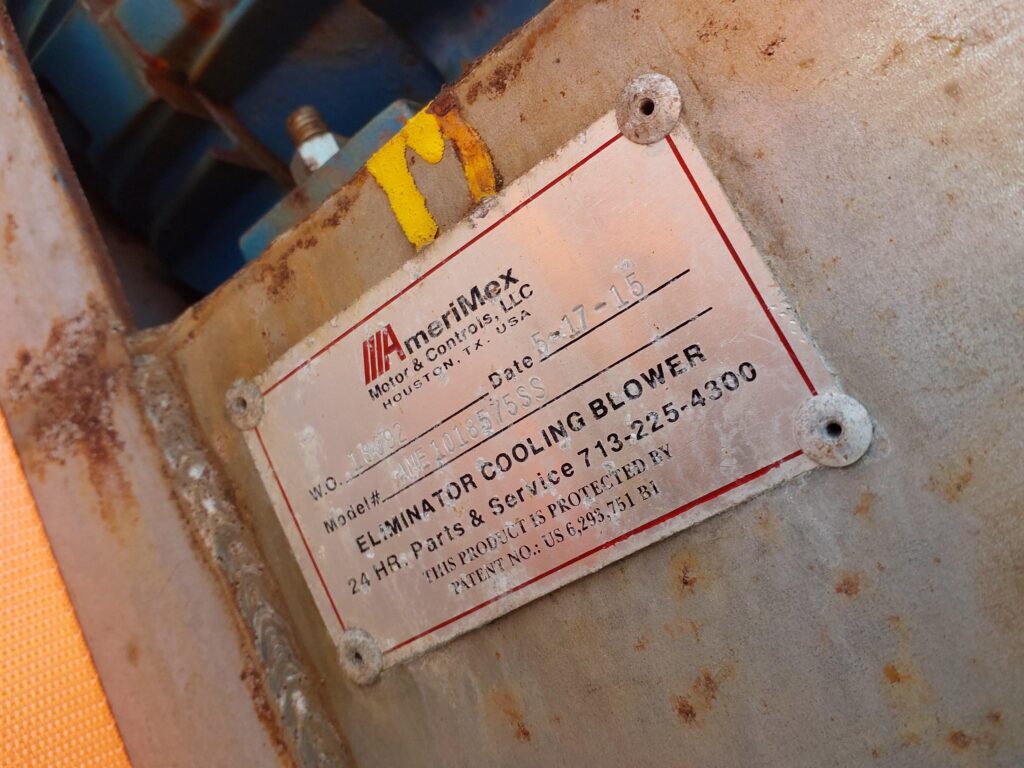 AmeriMex
Motor & Controls, LLC
HOUSTON, TX. USA
W.O. Date 5-17-15
Model# AME1018575SS
ELIMINATOR COOLING BLOWER
24 HR. Parts & Service 713-225-4300
THIS PRODUCT IS PROTECTED BY
PATENT NO.: US 6,293,751 B1